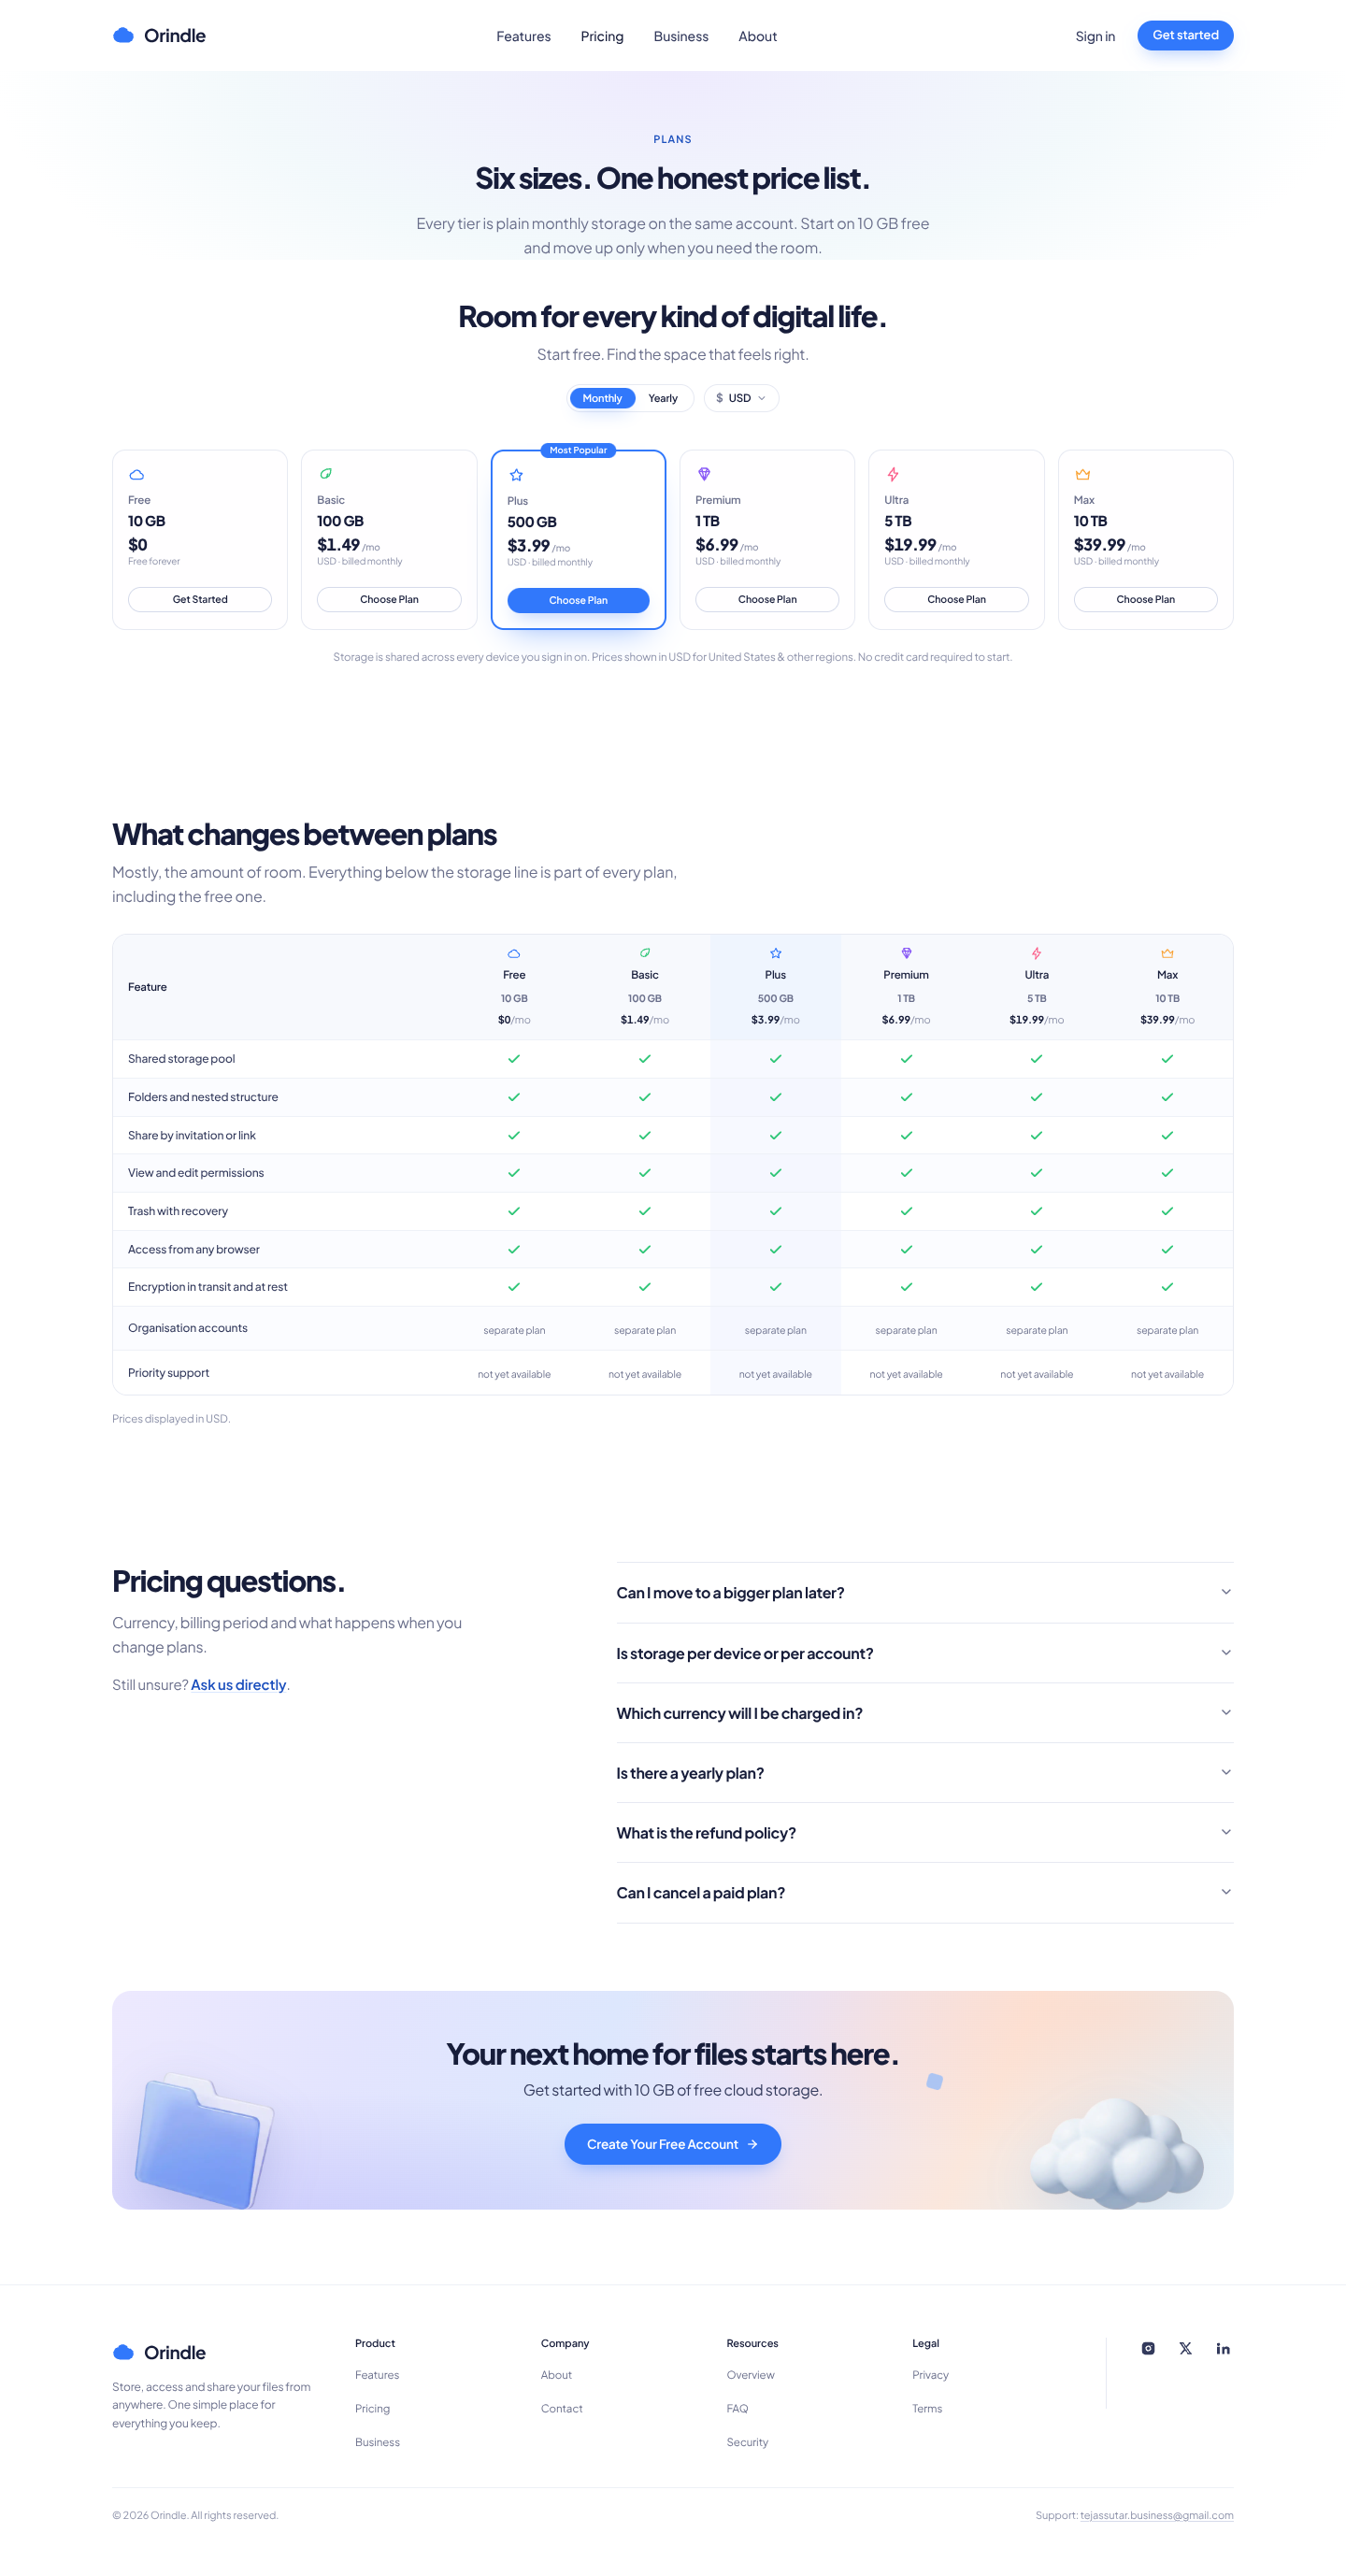 Orindle
Features Pricing Business About
Sign in Get started
PLANS
Six sizes. One honest price list.
Every tier is plain monthly storage on the same account. Start on 10 GB free
and move up only when you need the room.
Room for every kind of digital life.
Start free. Find the space that feels right.
Monthly Yearly $ USD
Most Popular
Free
10 GB
$0
Free forever
Get Started
Basic
100 GB
$1.49 /mo
USD · billed monthly
Choose Plan
Plus
500 GB
$3.99 /mo
USD · billed monthly
Choose Plan
Premium
1 TB
$6.99 /mo
USD · billed monthly
Choose Plan
Ultra
5 TB
$19.99 /mo
USD · billed monthly
Choose Plan
Max
10 TB
$39.99 /mo
USD · billed monthly
Choose Plan
Storage is shared across every device you sign in on. Prices shown in USD for United States & other regions. No credit card required to start.
What changes between plans
Mostly, the amount of room. Everything below the storage line is part of every plan,
including the free one.
Feature
Free Basic Plus Premium Ultra Max
10 GB 100 GB 500 GB 1 TB 5 TB 10 TB
$0/mo $1.49/mo $3.99/mo $6.99/mo $19.99/mo $39.99/mo
Shared storage pool
Folders and nested structure
Share by invitation or link
View and edit permissions
Trash with recovery
Access from any browser
Encryption in transit and at rest
Organisation accounts separate plan separate plan separate plan separate plan separate plan separate plan
Priority support not yet available not yet available not yet available not yet available not yet available not yet available
Prices displayed in USD.
Pricing questions.
Currency, billing period and what happens when you
change plans.
Still unsure? Ask us directly.
Can I move to a bigger plan later?
Is storage per device or per account?
Which currency will I be charged in?
Is there a yearly plan?
What is the refund policy?
Can I cancel a paid plan?
Your next home for files starts here.
Get started with 10 GB of free cloud storage.
Create Your Free Account
Orindle
Store, access and share your files from
anywhere. One simple place for
everything you keep.
Product
Features
Pricing
Business
Company
About
Contact
Resources
Overview
FAQ
Security
Legal
Privacy
Terms
© 2026 Orindle. All rights reserved.
Support: tejassutar.business@gmail.com